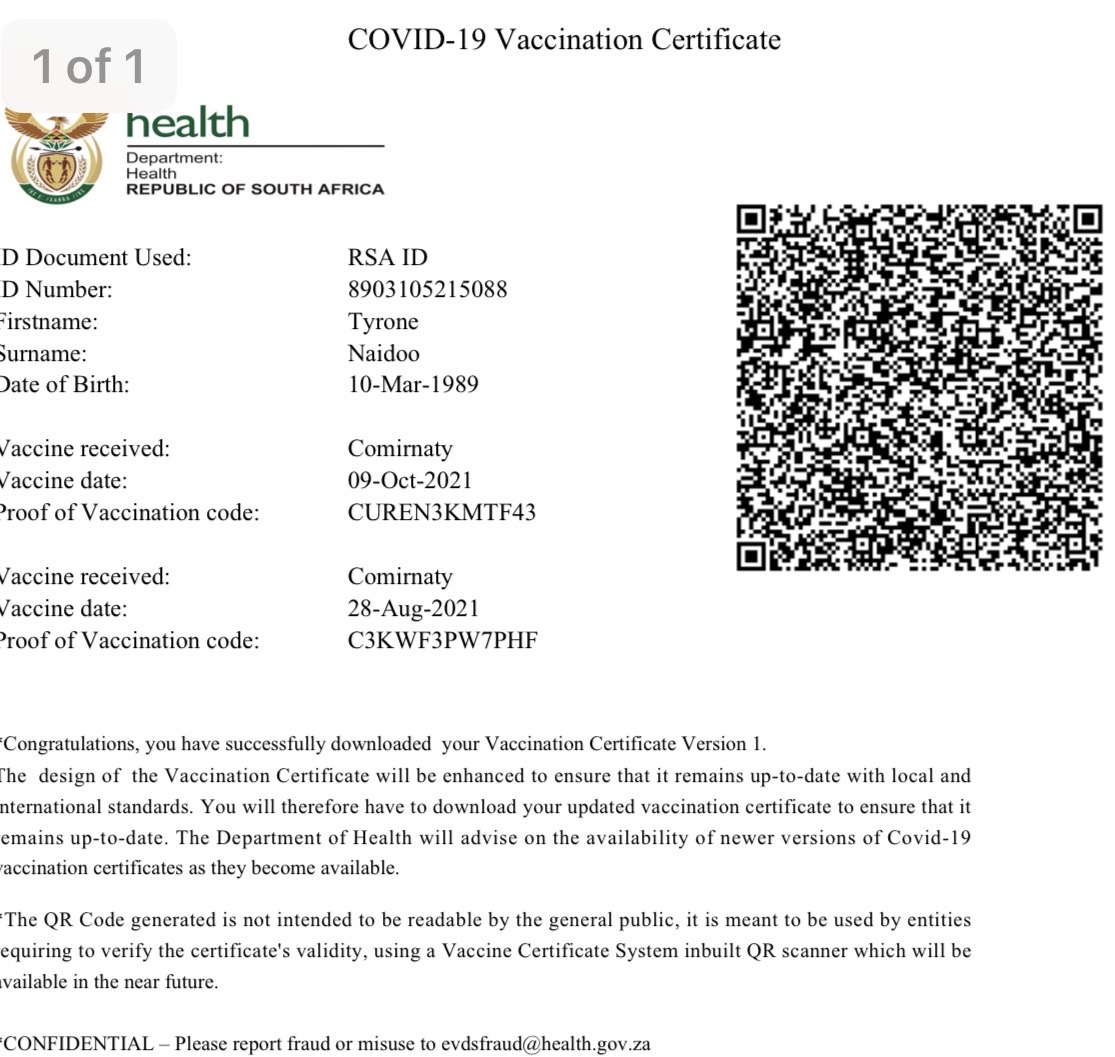 COVID-19 Vaccination Certificate
1 of 1
health
Department:
Health
REPUBLIC OF SOUTH AFRICA
ID Document Used: RSA ID
ID Number: 8903105215088
Firstname: Tyrone
Surname: Naidoo
Date of Birth: 10-Mar-1989
Vaccine received: Comirnaty
Vaccine date: 09-Oct-2021
Proof of Vaccination code: CUREN3KMTF43
Vaccine received: Comirnaty
Vaccine date: 28-Aug-2021
Proof of Vaccination code: C3KWF3PW7PHF
*Congratulations, you have successfully downloaded your Vaccination Certificate Version 1.
The design of the Vaccination Certificate will be enhanced to ensure that it remains up-to-date with local and
international standards. You will therefore have to download your updated vaccination certificate to ensure that it
remains up-to-date. The Department of Health will advise on the availability of newer versions of Covid-19
vaccination certificates as they become available.
*The QR Code generated is not intended to be readable by the general public, it is meant to be used by entities
requiring to verify the certificate's validity, using a Vaccine Certificate System inbuilt QR scanner which will be
available in the near future.
*CONFIDENTIAL – Please report fraud or misuse to evdsfraud@health.gov.za